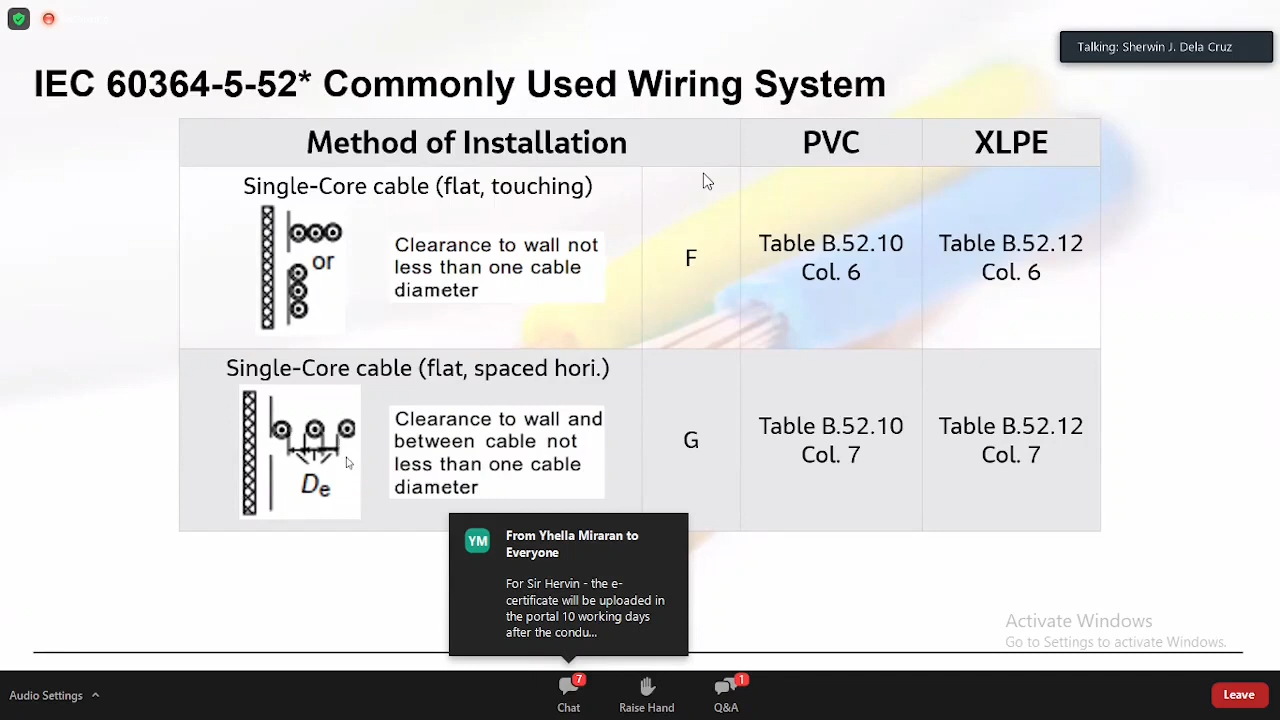 Talking: Sherwin J. Dela Cruz
IEC 60364-5-52* Commonly Used Wiring System
Method of Installation
PVC
XLPE
Single-Core cable (flat, touching)
or
Clearance to wall not
less than one cable
diameter
F
Table B.52.10
Col. 6
Table B.52.12
Col. 6
Single-Core cable (flat, spaced hori.)
De
Clearance to wall and
between cable not
less than one cable
diameter
G
Table B.52.10
Col. 7
Table B.52.12
Col. 7
YM
From Yhella Miraran to
Everyone
For Sir Hervin - the e-
certificate will be uploaded in
the portal 10 working days
after the condu...
Activate Windows
Go to Settings to activate Windows.
Audio Settings
7
Chat
Raise Hand
1
Q&A
Leave